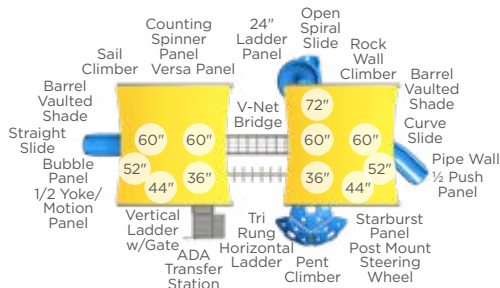 Counting
Spinner
Panel
Versa Panel
24"
Ladder
Panel
Open
Spiral
Slide
Sail
Climber
Rock
Wall
Climber
Barrel
Vaulted
Shade
Barrel
Vaulted
Shade
V-Net
Bridge
72"
Straight
Slide
60"
60"
60"
60"
Curve
Slide
Bubble
Panel
1/2 Yoke/
Motion
Panel
52"
44"
36"
36"
44"
52"
Pipe Wall
½ Push
Panel
Vertical
Ladder
w/Gate
ADA
Transfer
Station
Tri
Rung
Horizontal
Ladder
Pent
Climber
Starburst
Panel
Post Mount
Steering
Wheel